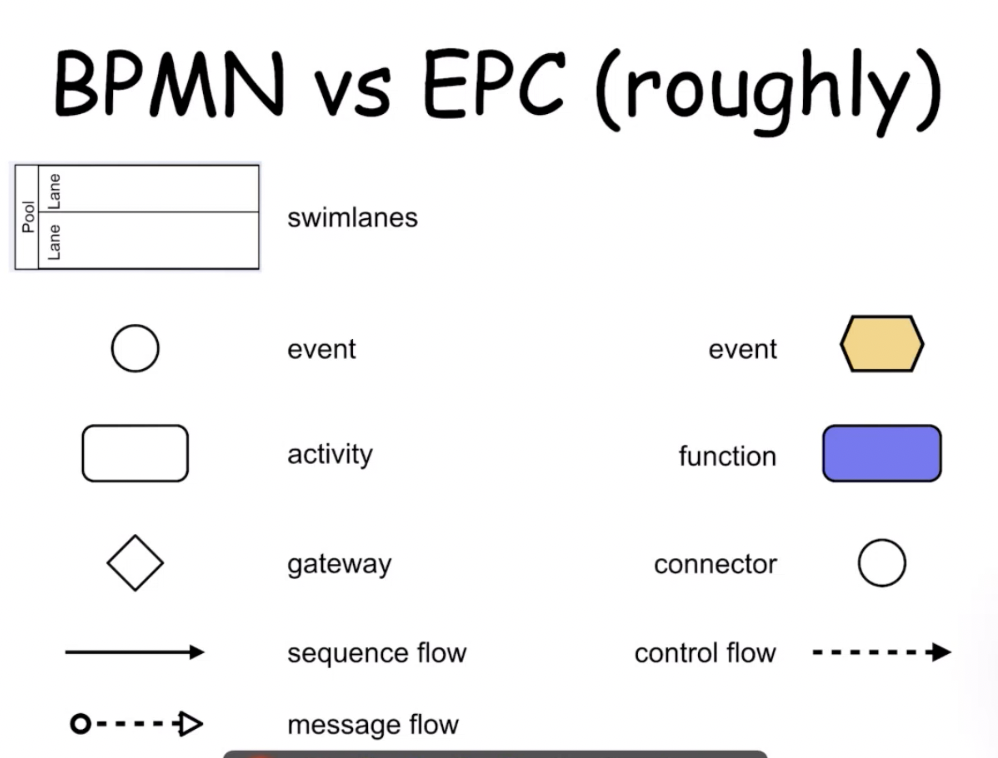 BPMN vs EPC (roughly)
Pool
Lane
Lane
swimlanes
event
event
activity
function
gateway
connector
sequence flow
control flow
message flow